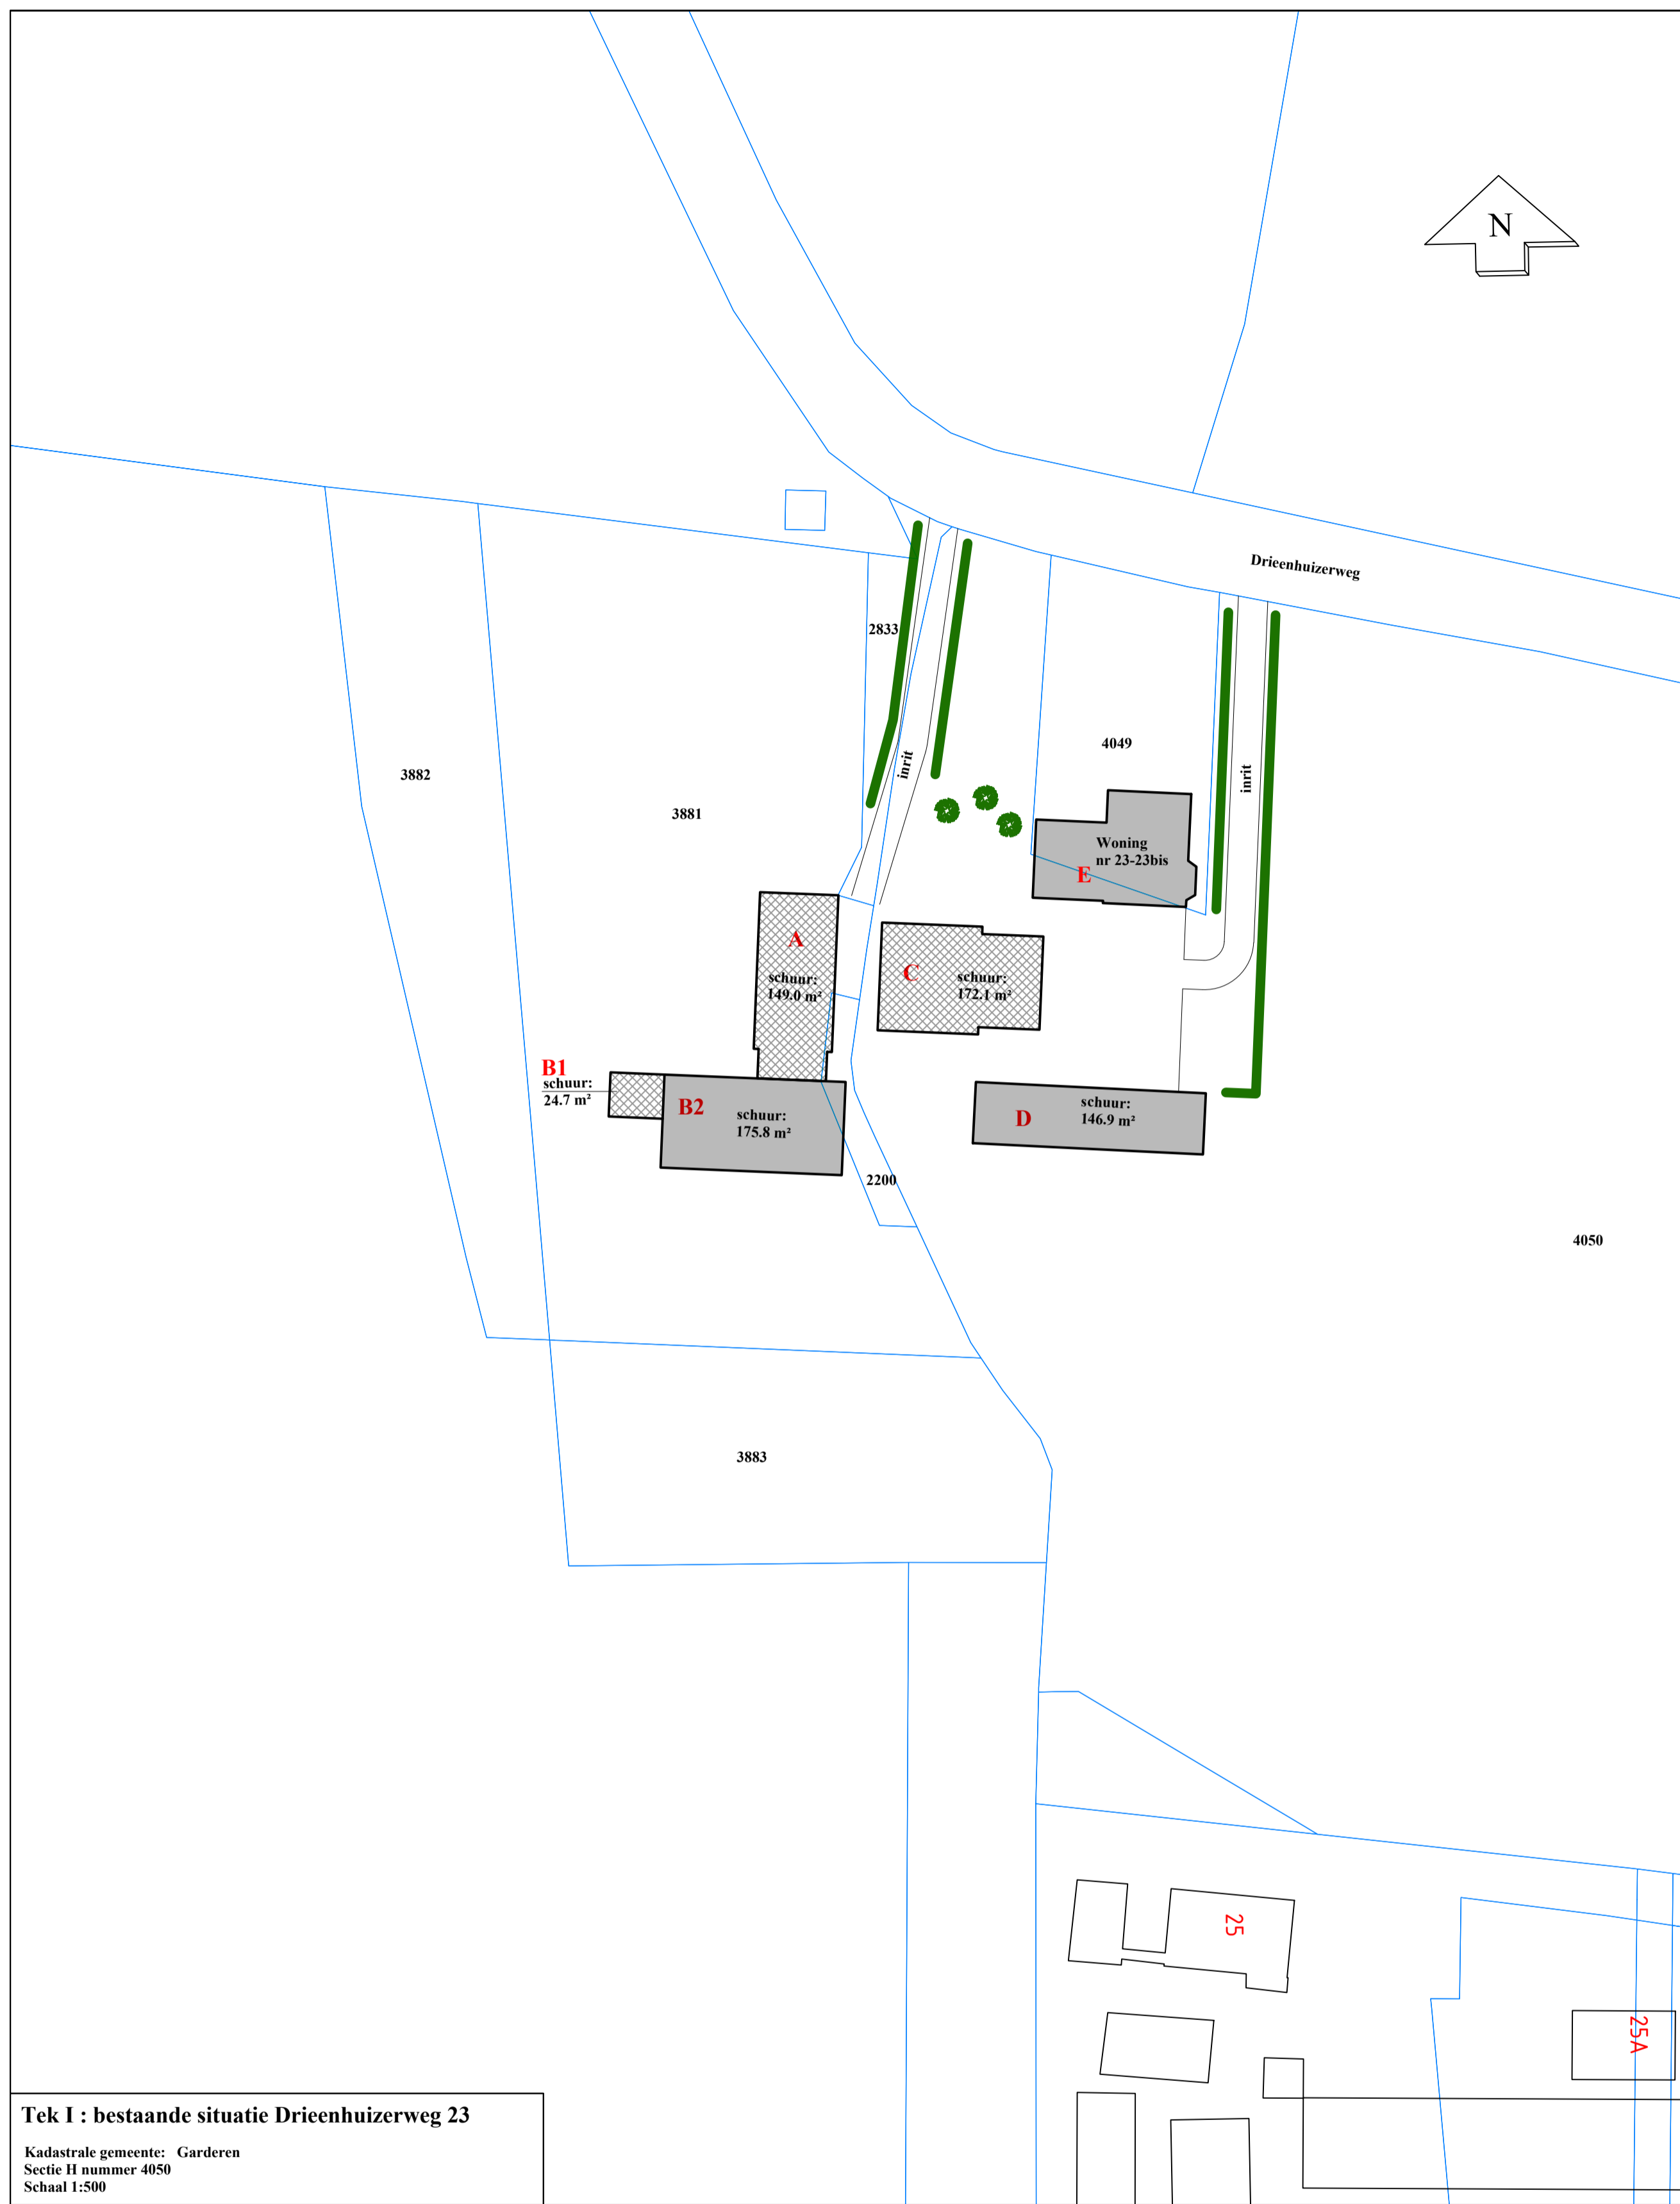 N
Drieenhuizerweg
2833
4049
3882
inrit
inrit
3881
Woning
nr 23-23bis
E
A
schuur:
149.0 m²
C
schuur:
172.1 m²
B1
schuur:
24.7 m²
B2
schuur:
175.8 m²
D
schuur:
146.9 m²
2200
4050
3883
25
25A
Tek I : bestaande situatie Drieenhuizerweg 23
Kadastrale gemeente: Garderen
Sectie H nummer 4050
Schaal 1:500